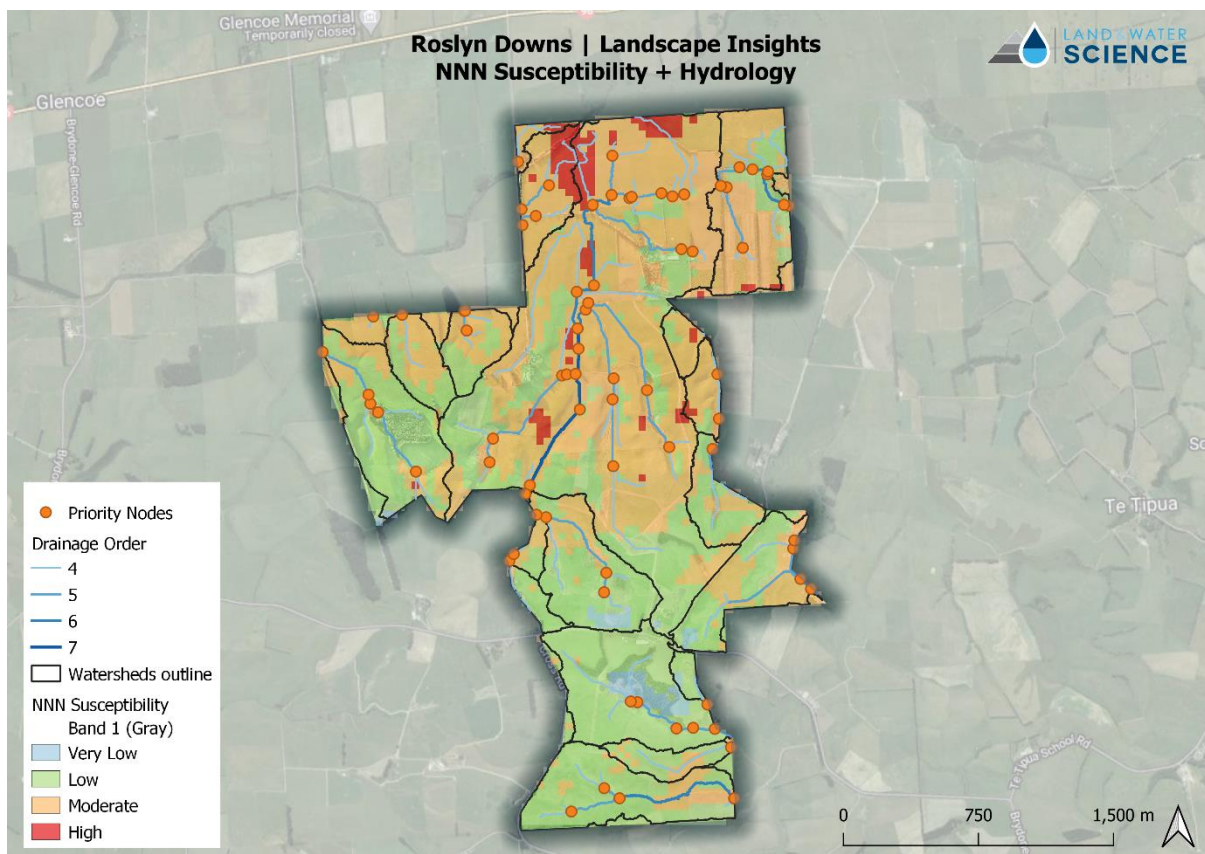 Glencoe Memorial
Temporarily closed
Roslyn Downs | Landscape Insights
NNN Susceptibility + Hydrology
LAND & WATER
SCIENCE
Glencoe
Brydone-Glencoe Rd
Te Tipua
Priority Nodes
Drainage Order
4
5
6
7
Watersheds outline
NNN Susceptibility
Band 1 (Gray)
Very Low
Low
Moderate
High
Te Tipua School Rd
0
750
1,500 m